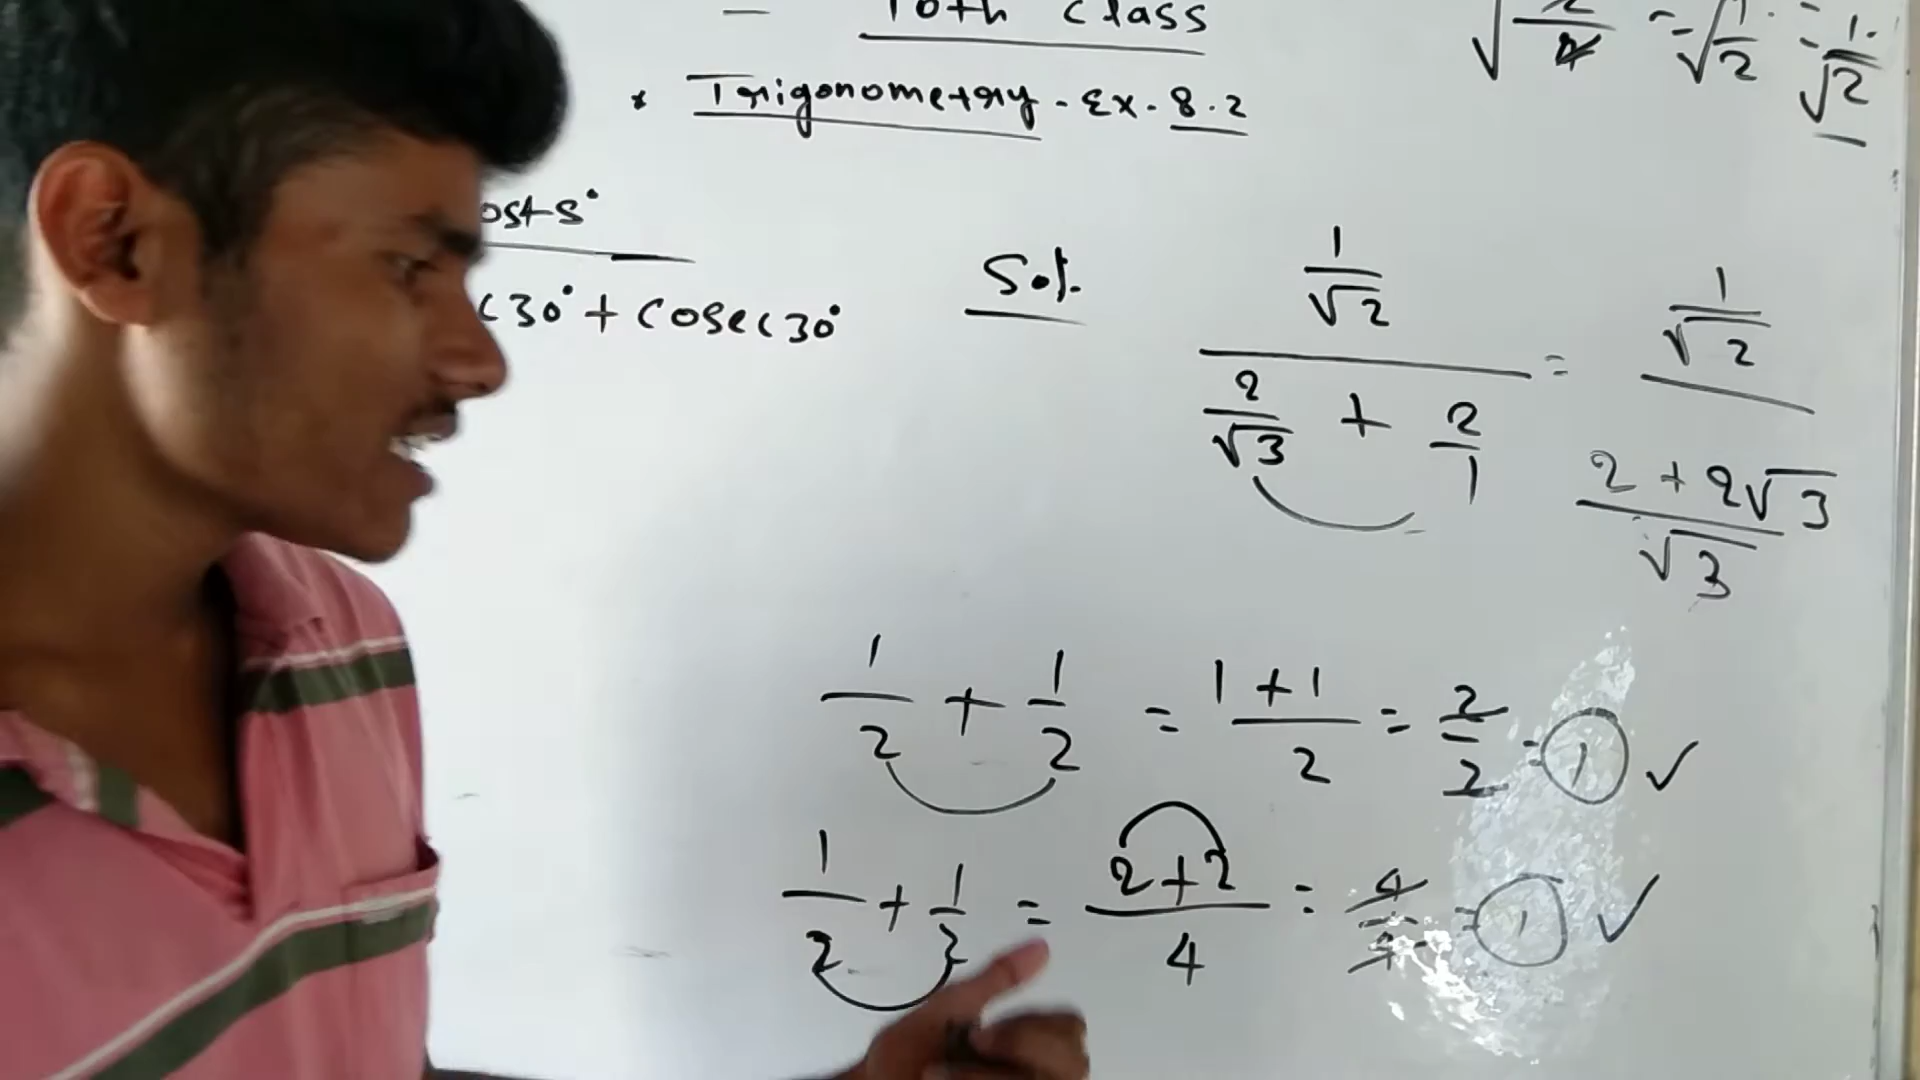 — 10th Class
* Trigonometry - Ex - 8.2
√2/4 = √1/2 = 1/√2
os45°
c30° + Cosec30°
Sol.
1/√2 / (2/√3 + 2/1) = 1/√2 / ((2 + 2√3)/√3)
1/2 + 1/2 = (1 + 1)/2 = 2/2 = 1 ✓
1/2 + 1/2 = (2 + 2)/4 = 4/4 = 1 ✓